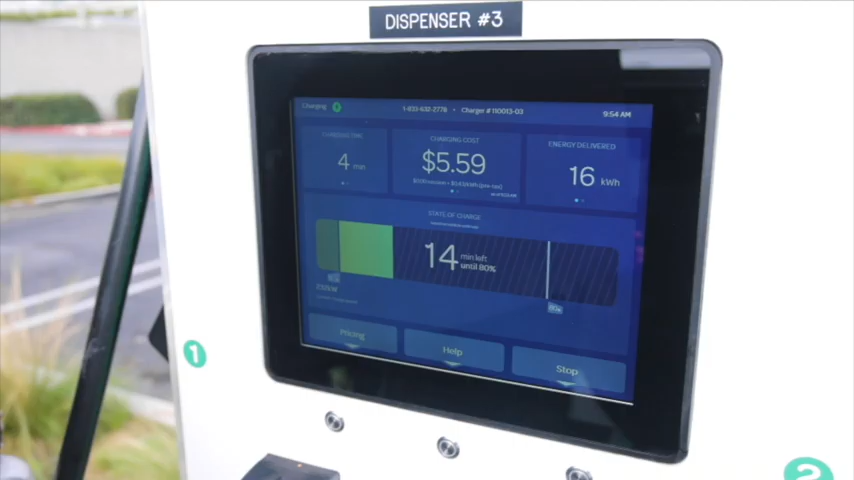 DISPENSER #3
Charging
1-833-632-2778 • Charger # 110013-03
9:54 AM
CHARGING TIME
4 min
CHARGING COST
$5.59
ENERGY DELIVERED
16 kWh
STATE OF CHARGE
14 min left
until 80%
80%
Pricing
Help
Stop
1
2